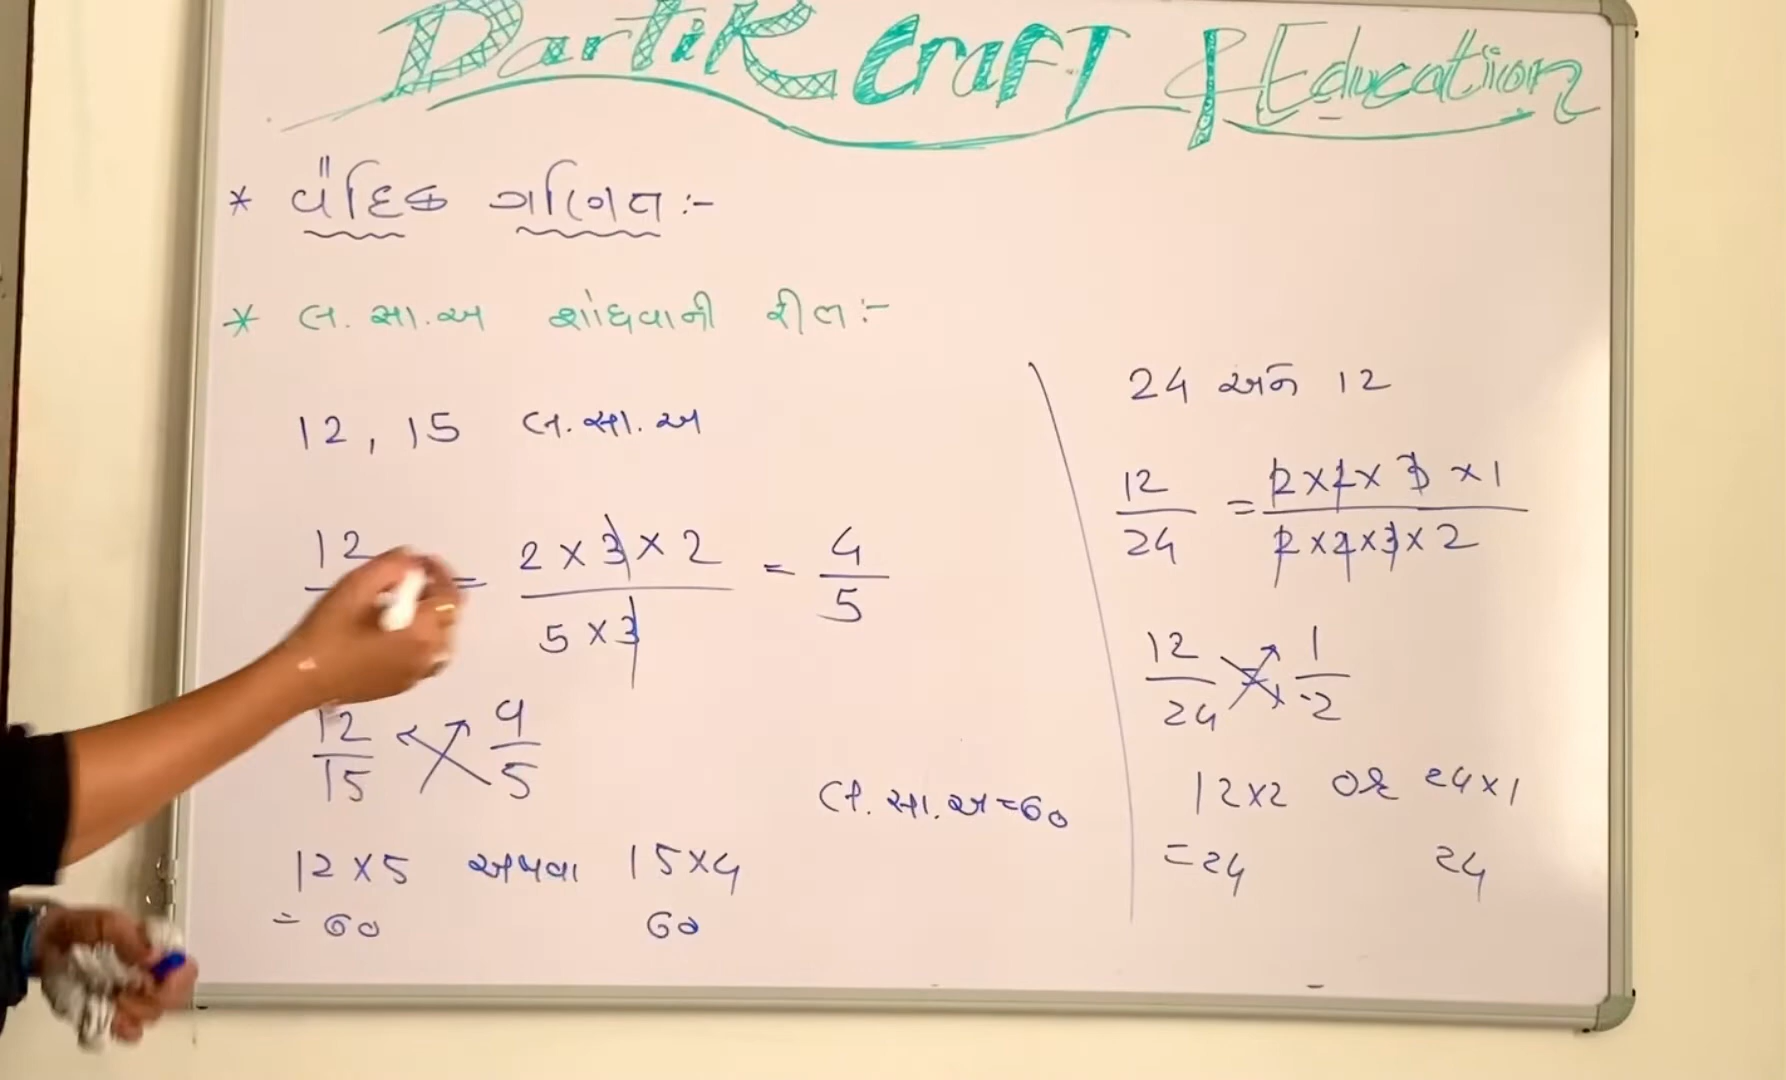 Dartik Craft & Education
* વૈદિક ગણિત :-
* લ. સા. અ શોધવાની રીત :-
12, 15 લ. સા. અ
12 = 2 x 3 x 2 / 5 x 3 = 4 / 5
12 / 15 4 / 5
લ. સા. અ = 60
12 x 5 અથવા 15 x 4
= 60 60
24 અને 12
12 / 24 = 2 x 2 x 3 x 1 / 2 x 2 x 3 x 2
12 / 24 1 / 2
12 x 2 or 24 x 1
= 24 24